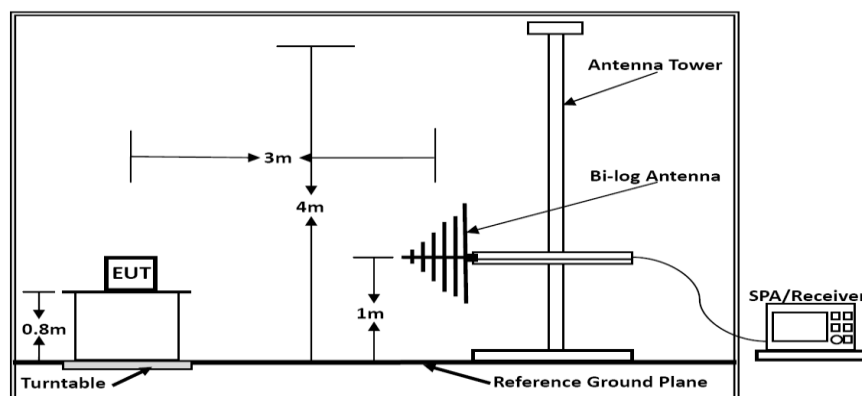 Antenna Tower
3m
Bi-log Antenna
4m
EUT
SPA/Receiver
0.8m
1m
Turntable
Reference Ground Plane